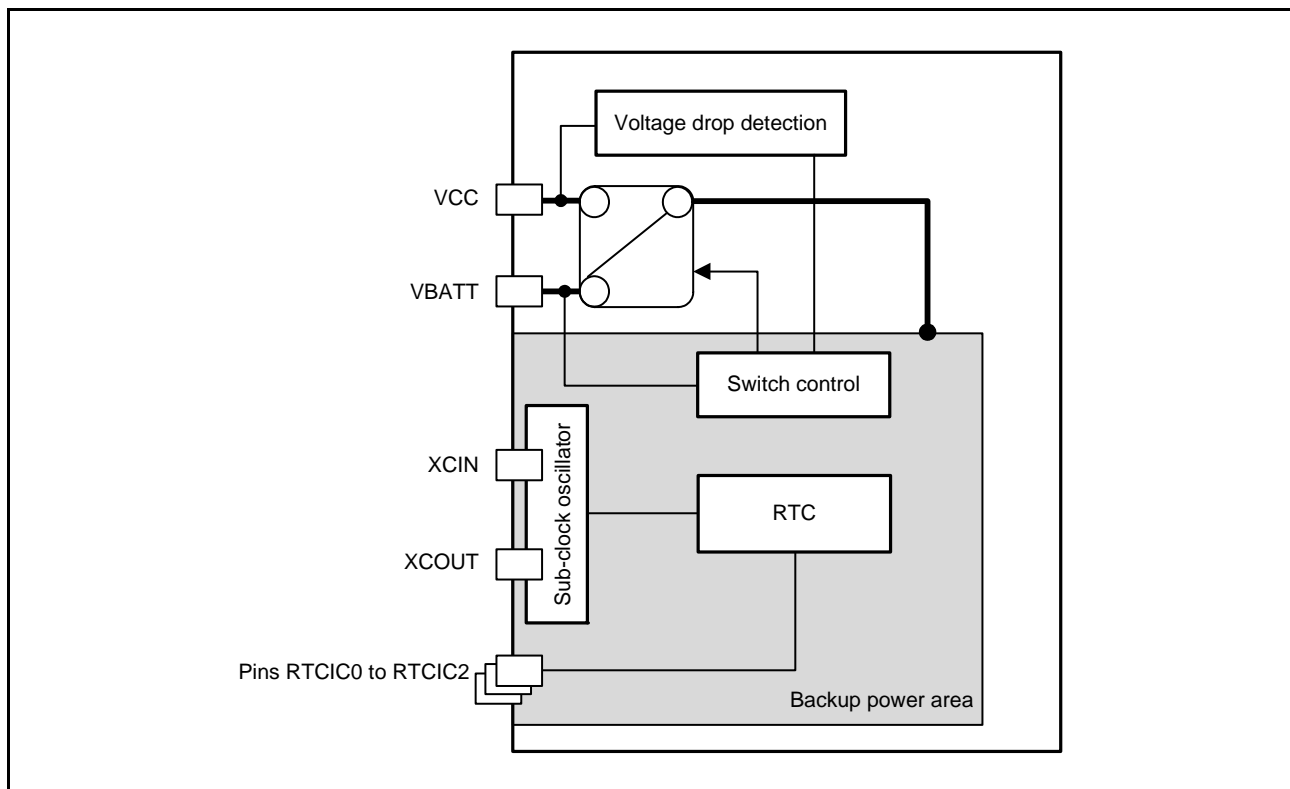 Voltage drop detection
VCC
VBATT
Switch control
XCIN
Sub-clock oscillator
RTC
XCOUT
Pins RTCIC0 to RTCIC2
Backup power area